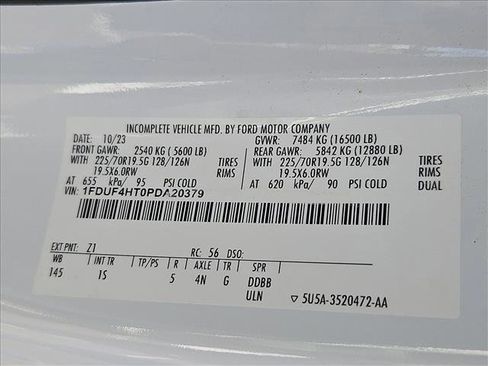 INCOMPLETE VEHICLE MFD. BY FORD MOTOR COMPANY
DATE: 10/23 GVWR: 7484 KG (16500 LB)
FRONT GAWR: 2540 KG (5600 LB) REAR GAWR: 5842 KG (12880 LB)
WITH 225/70R19.5G 128/126N TIRES WITH 225/70R19.5G 128/126N TIRES
19.5X6.0RW RIMS 19.5X6.0RW RIMS
AT 655 kPa/ 95 PSI COLD AT 620 kPa/ 90 PSI COLD DUAL
VIN: 1FDUF4HT0PDA20379
EXT PNT: Z1 RC: 56 DSO:
WB INT TR TP/PS R AXLE TR SPR
145 1S 5 4N G DDBB
ULN ▽ 5U5A-3520472-AA